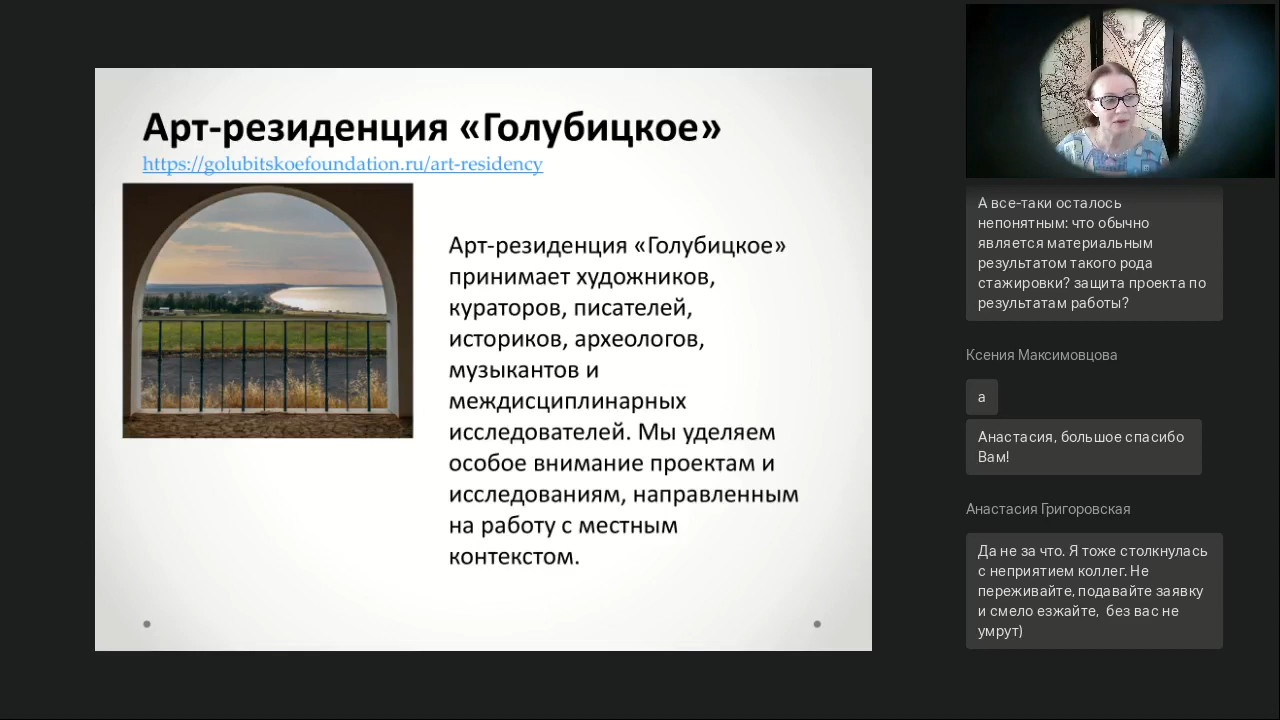 Арт-резиденция «Голубицкое»
https://golubitskoefoundation.ru/art-residency
Арт-резиденция «Голубицкое»
принимает художников,
кураторов, писателей,
историков, археологов,
музыкантов и
междисциплинарных
исследователей. Мы уделяем
особое внимание проектам и
исследованиям, направленным
на работу с местным
контекстом.
А все-таки осталось
непонятным: что обычно
является материальным
результатом такого рода
стажировки? защита проекта по
результатам работы?
Ксения Максимовцова
а
Анастасия, большое спасибо
Вам!
Анастасия Григоровская
Да не за что. Я тоже столкнулась
с неприятием коллег. Не
переживайте, подавайте заявку
и смело езжайте,  без вас не
умрут)